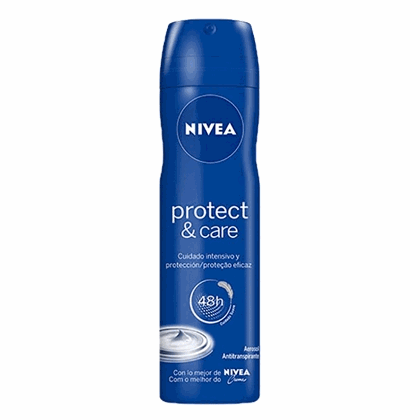 NIVEA
protect
& care
Cuidado intensivo y
protección/proteção eficaz
48h
Aerosol
Antitranspirante
Con lo mejor de
Com o melhor do
NIVEA
Creme